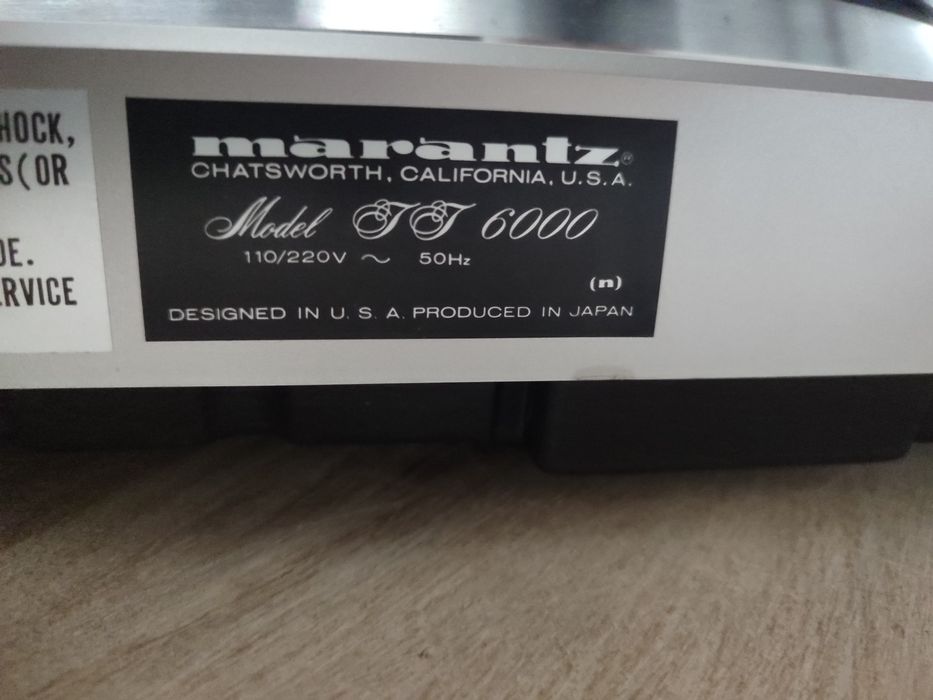 HOCK,
S(OR
DE.
RVICE
marantz®
CHATSWORTH, CALIFORNIA, U.S.A.
Model TT 6000
110/220V ~ 50Hz
(n)
DESIGNED IN U. S. A. PRODUCED IN JAPAN